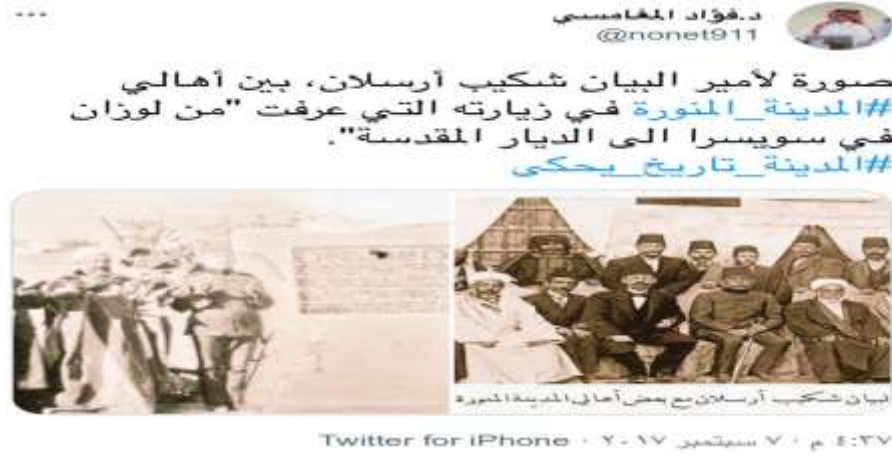 د.فؤاد المغامسي
@nonet911
صورة لأمير البيان شكيب أرسلان، بين أهالي
#المدينة_المنورة في زيارته التي عرفت "من لوزان
في سويسرا الى الديار المقدسة".
#المدينة_تاريخ_يحكى
لبيان شكيب أرسلان مع بعض أهالي المدينة المنورة
٤:٣٧ م · ٧ سبتمبر ٢٠١٧ · Twitter for iPhone